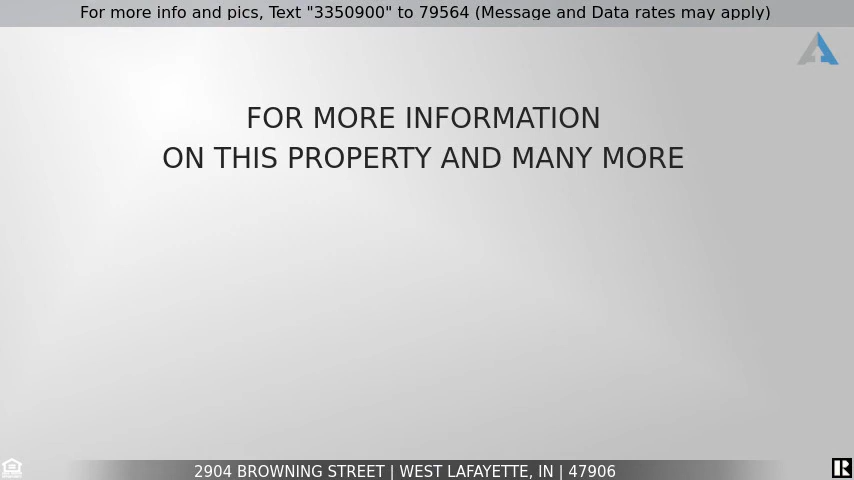 For more info and pics, Text "3350900" to 79564 (Message and Data rates may apply)
FOR MORE INFORMATION
ON THIS PROPERTY AND MANY MORE
2904 BROWNING STREET | WEST LAFAYETTE, IN | 47906